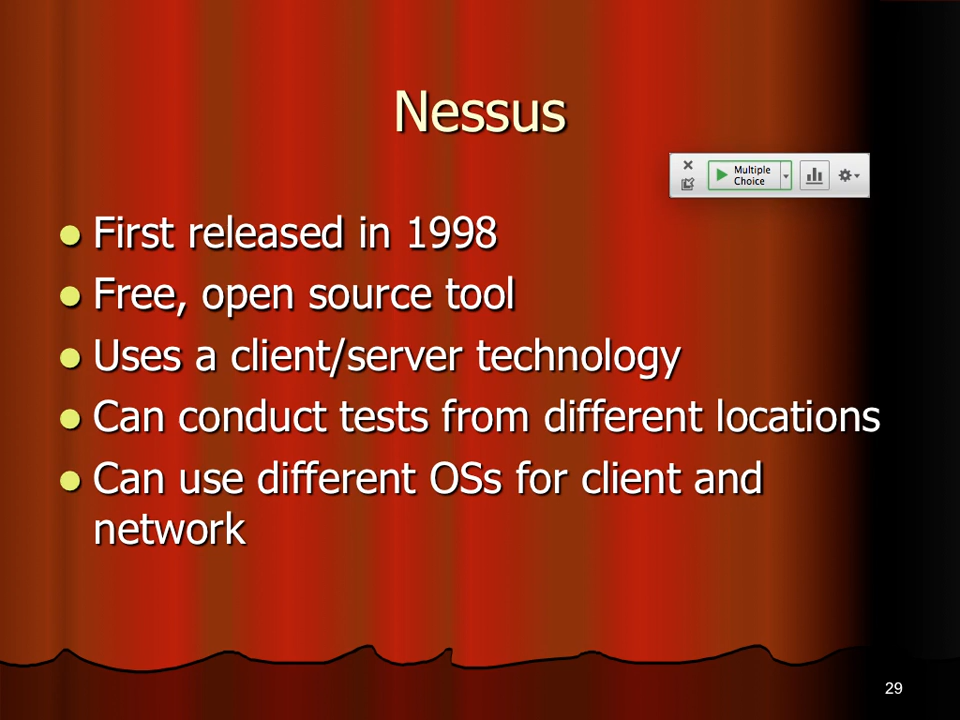 Nessus
Multiple
Choice
First released in 1998
Free, open source tool
Uses a client/server technology
Can conduct tests from different locations
Can use different OSs for client and
network
29